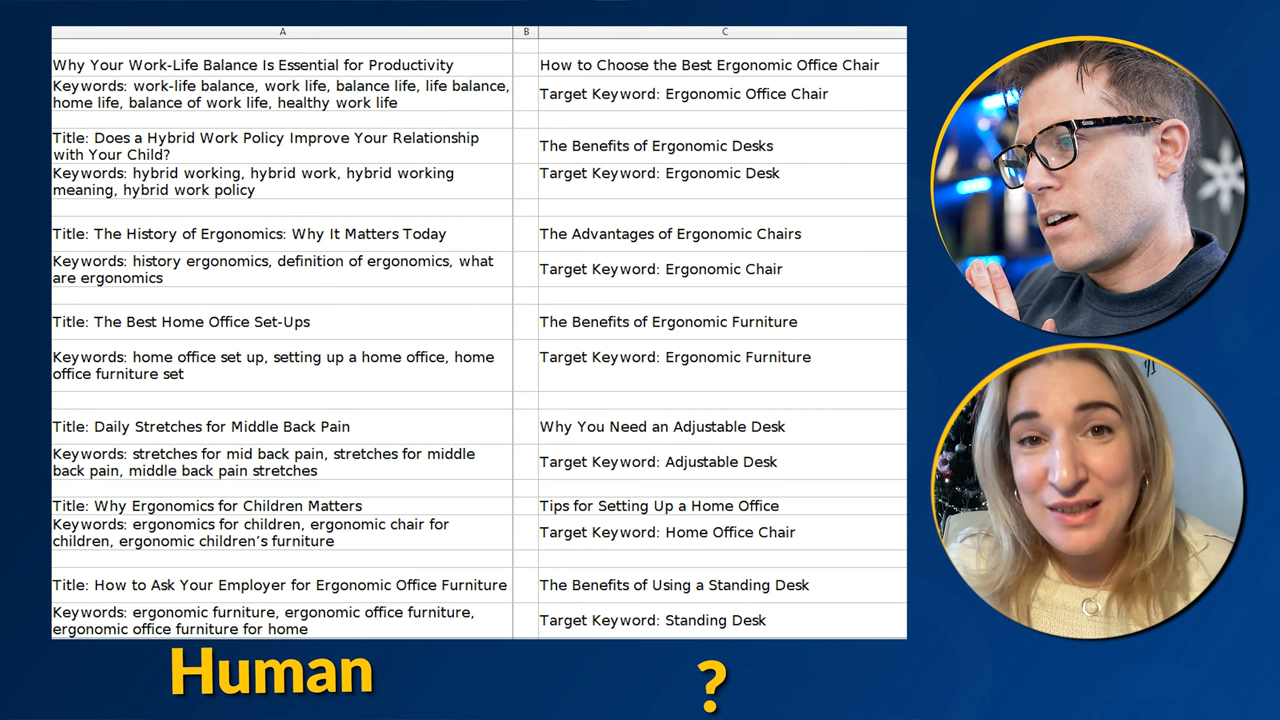 A
B
C
Why Your Work-Life Balance Is Essential for Productivity
Keywords: work-life balance, work life, balance life, life balance,
home life, balance of work life, healthy work life
Title: Does a Hybrid Work Policy Improve Your Relationship
with Your Child?
Keywords: hybrid working, hybrid work, hybrid working
meaning, hybrid work policy
Title: The History of Ergonomics: Why It Matters Today
Keywords: history ergonomics, definition of ergonomics, what
are ergonomics
Title: The Best Home Office Set-Ups
Keywords: home office set up, setting up a home office, home
office furniture set
Title: Daily Stretches for Middle Back Pain
Keywords: stretches for mid back pain, stretches for middle
back pain, middle back pain stretches
Title: Why Ergonomics for Children Matters
Keywords: ergonomics for children, ergonomic chair for
children, ergonomic children's furniture
Title: How to Ask Your Employer for Ergonomic Office Furniture
Keywords: ergonomic furniture, ergonomic office furniture,
ergonomic office furniture for home
How to Choose the Best Ergonomic Office Chair
Target Keyword: Ergonomic Office Chair
The Benefits of Ergonomic Desks
Target Keyword: Ergonomic Desk
The Advantages of Ergonomic Chairs
Target Keyword: Ergonomic Chair
The Benefits of Ergonomic Furniture
Target Keyword: Ergonomic Furniture
Why You Need an Adjustable Desk
Target Keyword: Adjustable Desk
Tips for Setting Up a Home Office
Target Keyword: Home Office Chair
The Benefits of Using a Standing Desk
Target Keyword: Standing Desk
Human
?